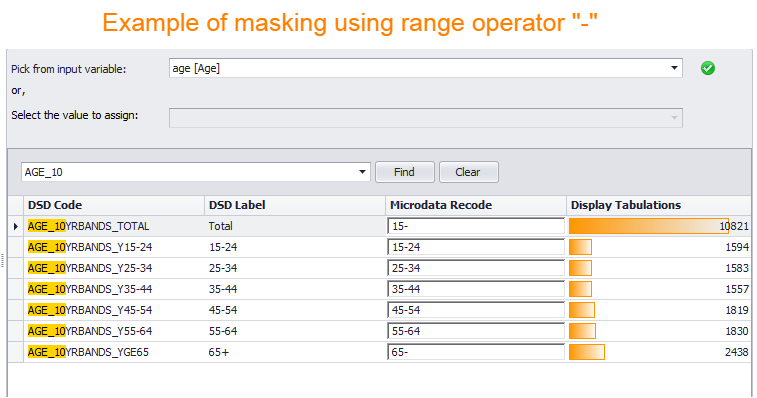 Example of masking using range operator "-"
Pick from input variable: age [Age]
or,
Select the value to assign:
AGE_10 Find Clear
DSD Code DSD Label Microdata Recode Display Tabulations
AGE_10YRBANDS_TOTAL Total 15- 10821
AGE_10YRBANDS_Y15-24 15-24 15-24 1594
AGE_10YRBANDS_Y25-34 25-34 25-34 1583
AGE_10YRBANDS_Y35-44 35-44 35-44 1557
AGE_10YRBANDS_Y45-54 45-54 45-54 1819
AGE_10YRBANDS_Y55-64 55-64 55-64 1830
AGE_10YRBANDS_YGE65 65+ 65- 2438